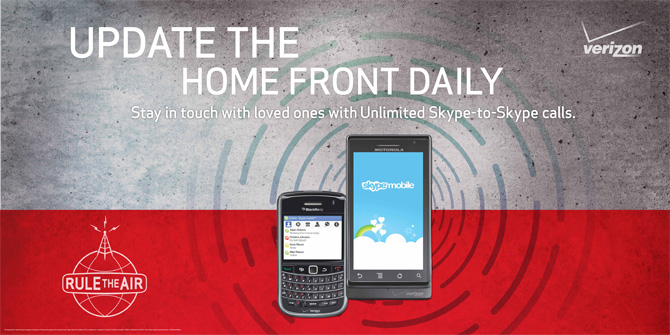 UPDATE THE
HOME FRONT DAILY
Stay in touch with loved ones with Unlimited Skype-to-Skype calls.
verizon
MOTOROLA
skype mobile
BlackBerry
RULE THE AIR
verizon